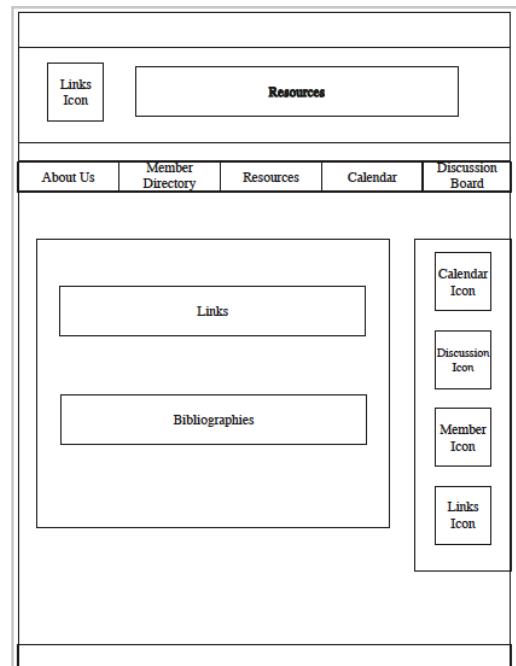 Links
Icon
Resources
About Us
Member
Directory
Resources
Calendar
Discussion
Board
Links
Bibliographies
Calendar
Icon
Discussion
Icon
Member
Icon
Links
Icon